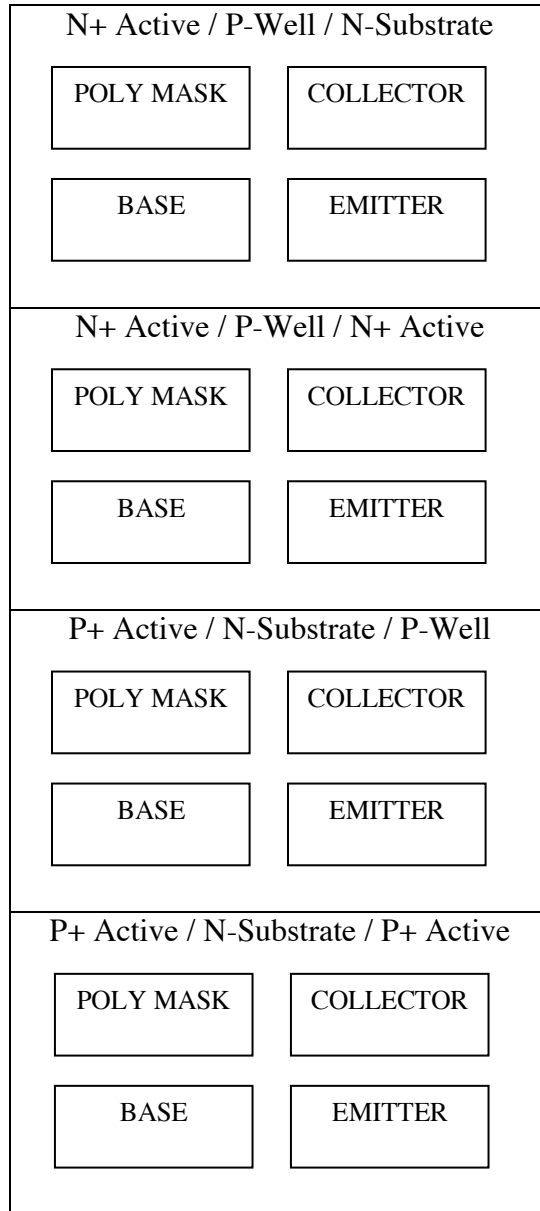 N+ Active / P-Well / N-Substrate
POLY MASK COLLECTOR
BASE EMITTER
N+ Active / P-Well / N+ Active
POLY MASK COLLECTOR
BASE EMITTER
P+ Active / N-Substrate / P-Well
POLY MASK COLLECTOR
BASE EMITTER
P+ Active / N-Substrate / P+ Active
POLY MASK COLLECTOR
BASE EMITTER